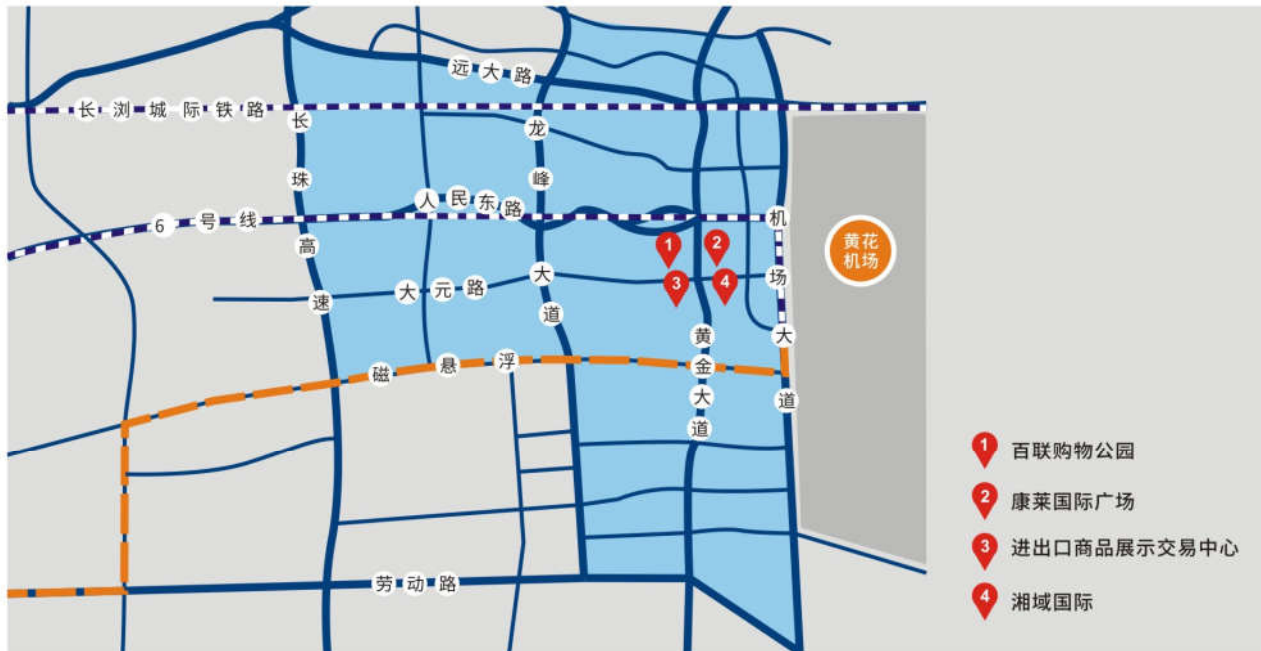 远大路
长浏城际铁路
长珠高速
龙峰大道
人民东路
6号线
机场大道
黄花
机场
1
2
3
4
大元路
黄金大道
磁悬浮
劳动路
1 百联购物公园
2 康莱国际广场
3 进出口商品展示交易中心
4 湘域国际